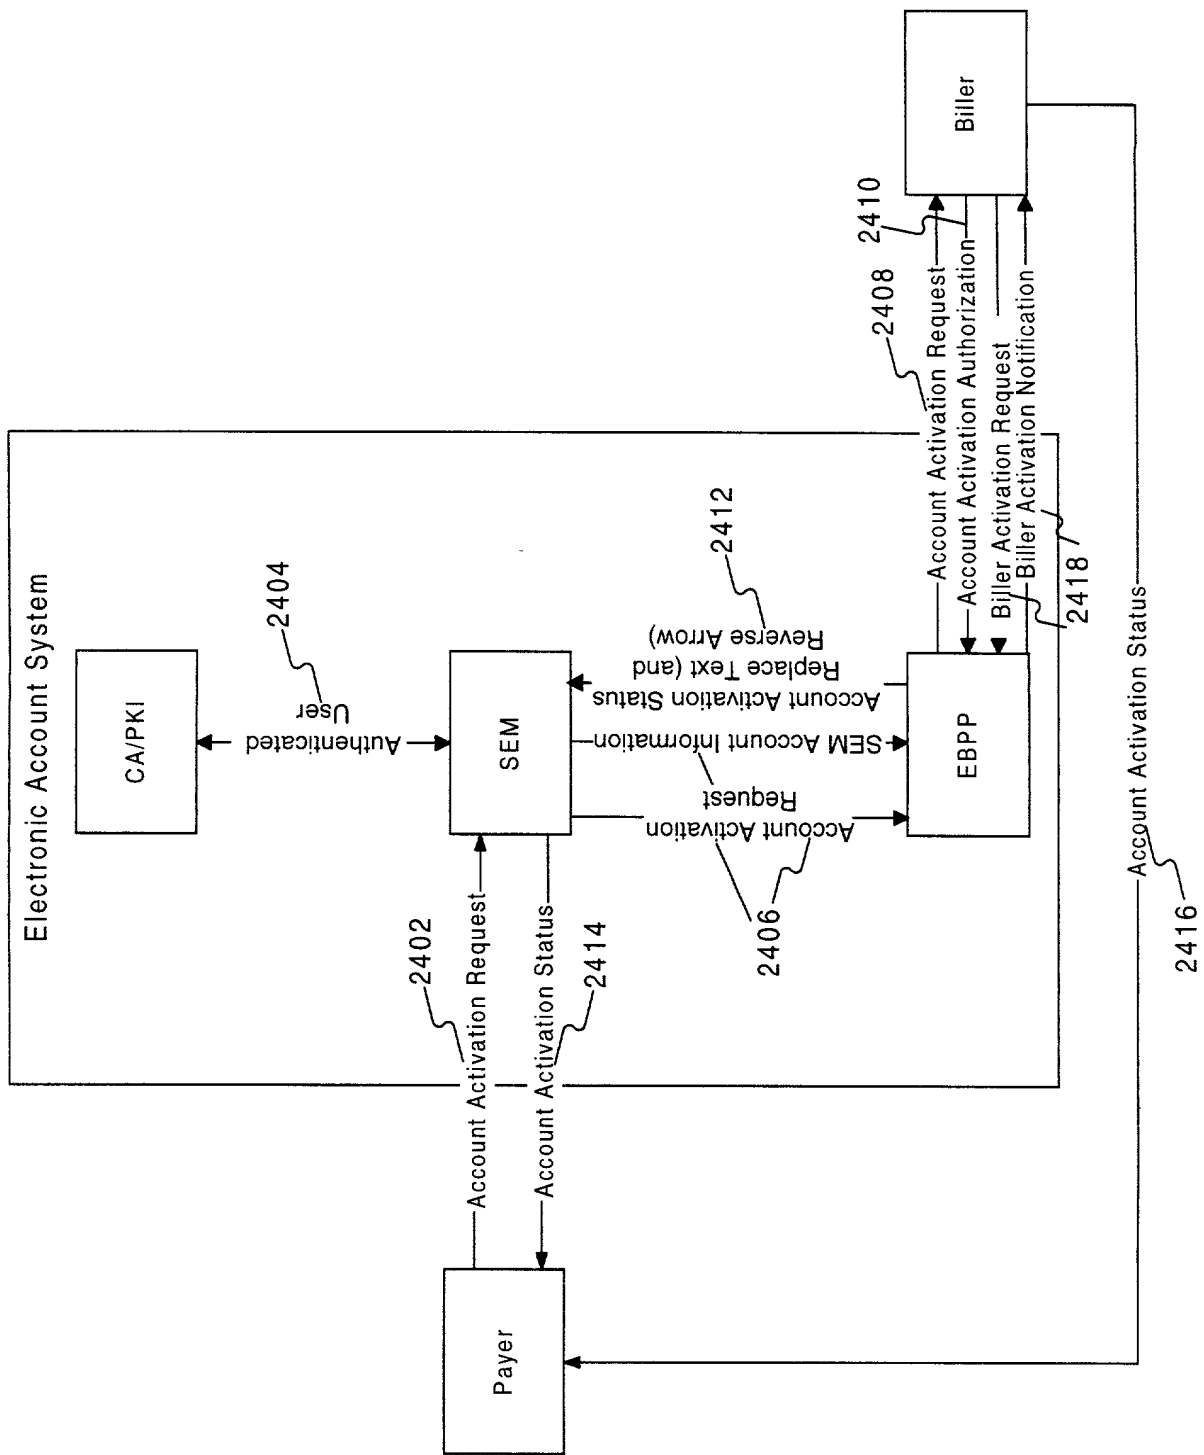 Electronic Account System
CA/PKI
2404
User
Authenticated
2402
Account Activation Request
SEM
Payer
Account Activation Status
2414
Account Activation
Request
2406
SEM Account Information
Account Activation Status
Replace Text (and
Reverse Arrow)
2412
EBPP
2408
2410
Account Activation Request
Account Activation Authorization
Biller Activation Request
Biller Activation Notification
2418
Biller
Account Activation Status
2416